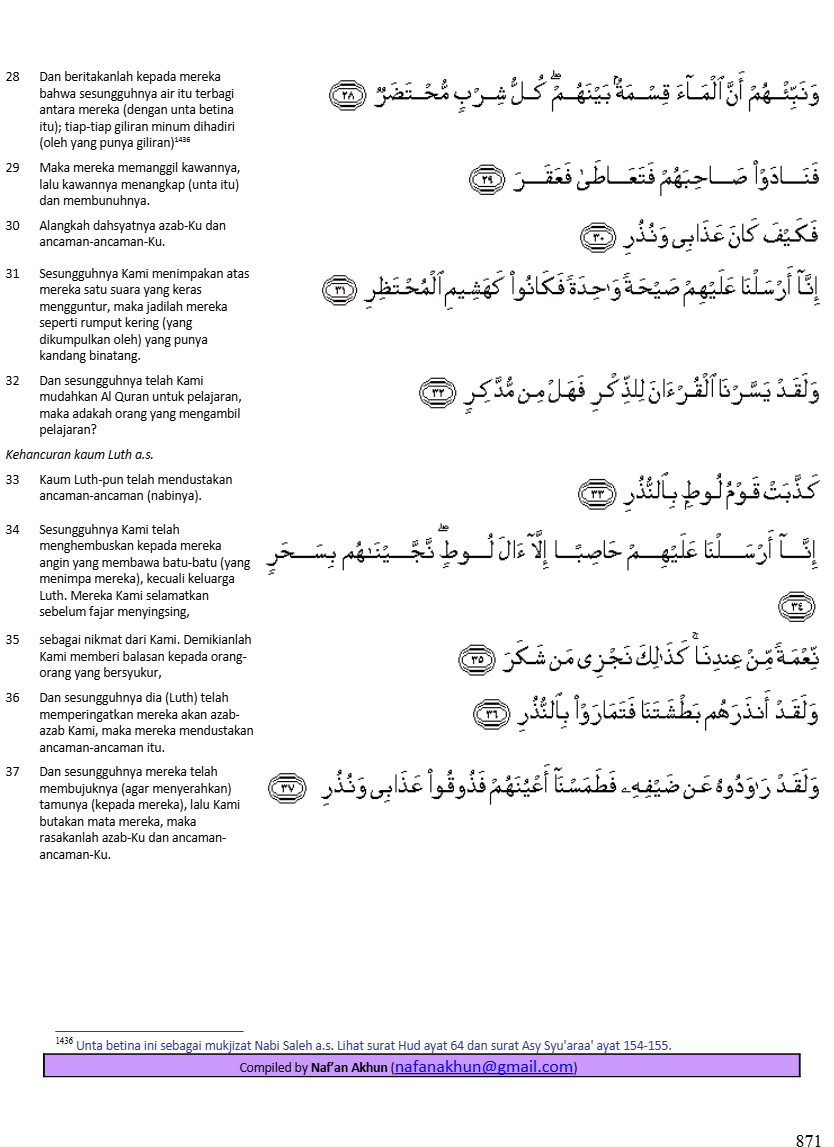 28 Dan beritakanlah kepada mereka
bahwa sesungguhnya air itu terbagi
antara mereka (dengan unta betina
itu); tiap-tiap giliran minum dihadiri
(oleh yang punya giliran)1436
وَنَبِّئْهُمْ أَنَّ ٱلْمَآءَ قِسْمَةٌۢ بَيْنَهُمْ ۖ كُلُّ شِرْبٍ مُّحْتَضَرٌ ٢٨
29 Maka mereka memanggil kawannya,
lalu kawannya menangkap (unta itu)
dan membunuhnya.
فَنَادَوْا۟ صَاحِبَهُمْ فَتَعَاطَىٰ فَعَقَرَ ٢٩
30 Alangkah dahsyatnya azab-Ku dan
ancaman-ancaman-Ku.
فَكَيْفَ كَانَ عَذَابِى وَنُذُرِ ٣٠
31 Sesungguhnya Kami menimpakan atas
mereka satu suara yang keras
mengguntur, maka jadilah mereka
seperti rumput kering (yang
dikumpulkan oleh) yang punya
kandang binatang.
إِنَّآ أَرْسَلْنَا عَلَيْهِمْ صَيْحَةً وَٰحِدَةً فَكَانُوا۟ كَهَشِيمِ ٱلْمُحْتَظِرِ ٣١
32 Dan sesungguhnya telah Kami
mudahkan Al Quran untuk pelajaran,
maka adakah orang yang mengambil
pelajaran?
وَلَقَدْ يَسَّرْنَا ٱلْقُرْءَانَ لِلذِّكْرِ فَهَلْ مِن مُّدَّكِرٍ ٣٢
Kehancuran kaum Luth a.s.
33 Kaum Luth-pun telah mendustakan
ancaman-ancaman (nabinya).
كَذَّبَتْ قَوْمُ لُوطٍۭ بِٱلنُّذُرِ ٣٣
34 Sesungguhnya Kami telah
menghembuskan kepada mereka
angin yang membawa batu-batu (yang
menimpa mereka), kecuali keluarga
Luth. Mereka Kami selamatkan
sebelum fajar menyingsing,
إِنَّآ أَرْسَلْنَا عَلَيْهِمْ حَاصِبًا إِلَّآ ءَالَ لُوطٍ ۖ نَّجَّيْنَٰهُم بِسَحَرٍ
٣٤
35 sebagai nikmat dari Kami. Demikianlah
Kami memberi balasan kepada orang-
orang yang bersyukur,
نِّعْمَةً مِّنْ عِندِنَا ۚ كَذَٰلِكَ نَجْزِى مَن شَكَرَ ٣٥
36 Dan sesungguhnya dia (Luth) telah
memperingatkan mereka akan azab-
azab Kami, maka mereka mendustakan
ancaman-ancaman itu.
وَلَقَدْ أَنذَرَهُم بَطْشَتَنَا فَتَمَارَوْا۟ بِٱلنُّذُرِ ٣٦
37 Dan sesungguhnya mereka telah
membujuknya (agar menyerahkan)
tamunya (kepada mereka), lalu Kami
butakan mata mereka, maka
rasakanlah azab-Ku dan ancaman-
ancaman-Ku.
وَلَقَدْ رَٰوَدُوهُ عَن ضَيْفِهِۦ فَطَمَسْنَآ أَعْيُنَهُمْ فَذُوقُوا۟ عَذَابِى وَنُذُرِ ٣٧
1436 Unta betina ini sebagai mukjizat Nabi Saleh a.s. Lihat surat Hud ayat 64 dan surat Asy Syu'araa' ayat 154-155.
Compiled by Naf'an Akhun (nafanakhun@gmail.com)
871